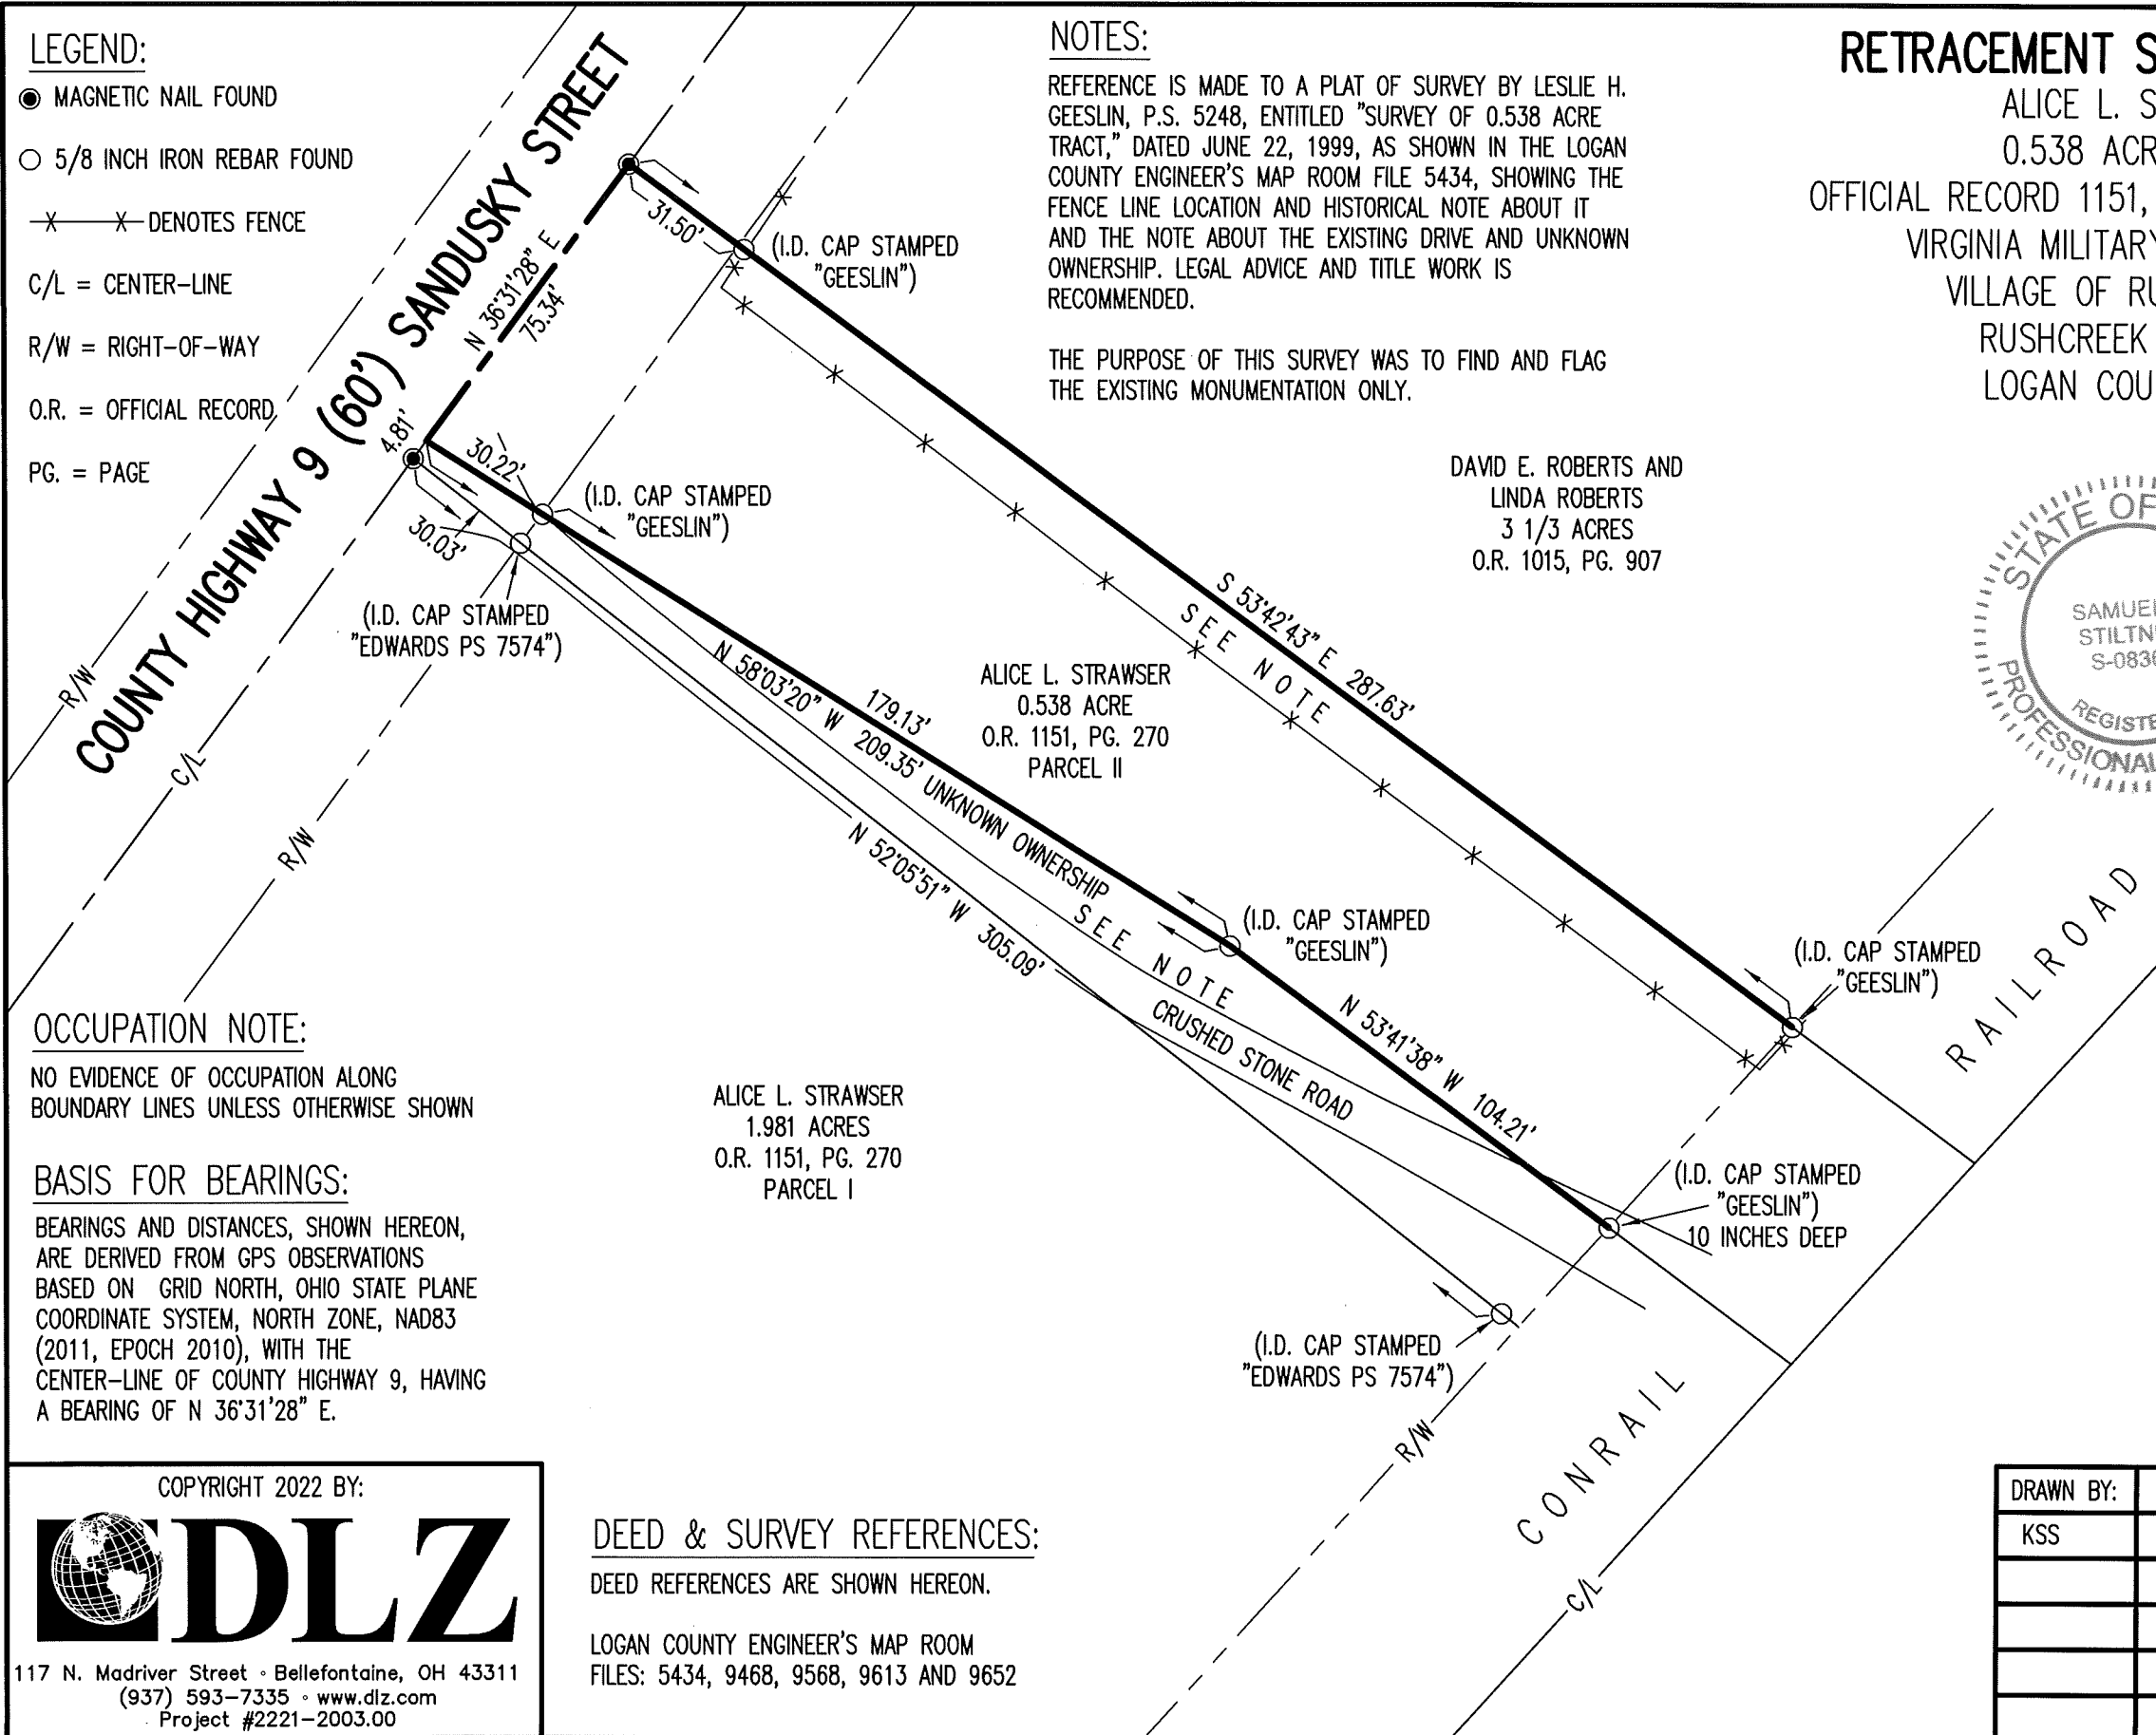 LEGEND:
MAGNETIC NAIL FOUND
5/8 INCH IRON REBAR FOUND
DENOTES FENCE
C/L = CENTER-LINE
R/W = RIGHT-OF-WAY
O.R. = OFFICIAL RECORD
PG. = PAGE
COUNTY HIGHWAY 9 (60') SANDUSKY STREET
N 36°31'28" E
75.34'
4.81'
31.50'
30.22'
30.03'
R/W
C/L
R/W
(I.D. CAP STAMPED
"GEESLIN")
(I.D. CAP STAMPED
"GEESLIN")
(I.D. CAP STAMPED
"EDWARDS PS 7574")
NOTES:
REFERENCE IS MADE TO A PLAT OF SURVEY BY LESLIE H.
GEESLIN, P.S. 5248, ENTITLED "SURVEY OF 0.538 ACRE
TRACT," DATED JUNE 22, 1999, AS SHOWN IN THE LOGAN
COUNTY ENGINEER'S MAP ROOM FILE 5434, SHOWING THE
FENCE LINE LOCATION AND HISTORICAL NOTE ABOUT IT
AND THE NOTE ABOUT THE EXISTING DRIVE AND UNKNOWN
OWNERSHIP. LEGAL ADVICE AND TITLE WORK IS
RECOMMENDED.
THE PURPOSE OF THIS SURVEY WAS TO FIND AND FLAG
THE EXISTING MONUMENTATION ONLY.
RETRACEMENT S
ALICE L. S
0.538 ACR
OFFICIAL RECORD 1151,
VIRGINIA MILITARY
VILLAGE OF RU
RUSHCREEK
LOGAN COU
DAVID E. ROBERTS AND
LINDA ROBERTS
3 1/3 ACRES
O.R. 1015, PG. 907
STATE OF
SAMUEL
STILTN
S-0836
REGISTE
PROFESSIONAL
S 53°42'43" E 287.63'
SEE NOTE
ALICE L. STRAWSER
0.538 ACRE
O.R. 1151, PG. 270
PARCEL II
179.13'
N 58°03'20" W 209.35'
UNKNOWN OWNERSHIP
SEE NOTE
N 52°05'51" W 305.09'
CRUSHED STONE ROAD
N 53°41'38" W 104.21'
(I.D. CAP STAMPED
"GEESLIN")
(I.D. CAP STAMPED
"GEESLIN")
(I.D. CAP STAMPED
"GEESLIN")
10 INCHES DEEP
(I.D. CAP STAMPED
"EDWARDS PS 7574")
CONRAIL RAILROAD
R/W
C/L
ALICE L. STRAWSER
1.981 ACRES
O.R. 1151, PG. 270
PARCEL I
OCCUPATION NOTE:
NO EVIDENCE OF OCCUPATION ALONG
BOUNDARY LINES UNLESS OTHERWISE SHOWN
BASIS FOR BEARINGS:
BEARINGS AND DISTANCES, SHOWN HEREON,
ARE DERIVED FROM GPS OBSERVATIONS
BASED ON GRID NORTH, OHIO STATE PLANE
COORDINATE SYSTEM, NORTH ZONE, NAD83
(2011, EPOCH 2010), WITH THE
CENTER-LINE OF COUNTY HIGHWAY 9, HAVING
A BEARING OF N 36°31'28" E.
COPYRIGHT 2022 BY:
DLZ
117 N. Madriver Street ◦ Bellefontaine, OH 43311
(937) 593-7335 ◦ www.dlz.com
Project #2221-2003.00
DEED & SURVEY REFERENCES:
DEED REFERENCES ARE SHOWN HEREON.
LOGAN COUNTY ENGINEER'S MAP ROOM
FILES: 5434, 9468, 9568, 9613 AND 9652
DRAWN BY:
KSS